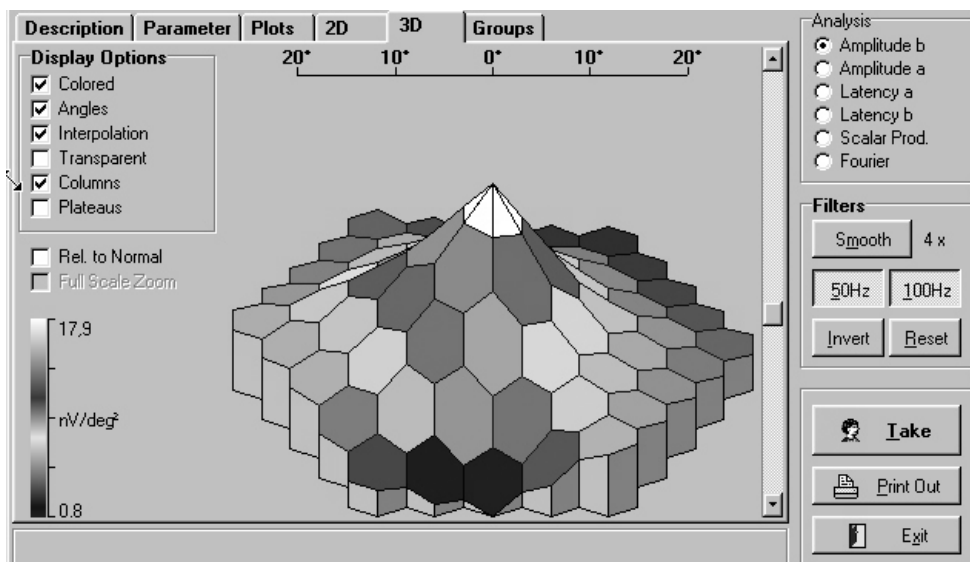 Description Parameter Plots 2D 3D Groups
Display Options
Colored
Angles
Interpolation
Transparent
Columns
Plateaus
Rel. to Normal
Full Scale Zoom
17,9
nV/deg²
0.8
20° 10° 0° 10° 20°
Analysis
Amplitude b
Amplitude a
Latency a
Latency b
Scalar Prod.
Fourier
Filters
Smooth 4 x
50Hz 100Hz
Invert Reset
Take
Print Out
Exit